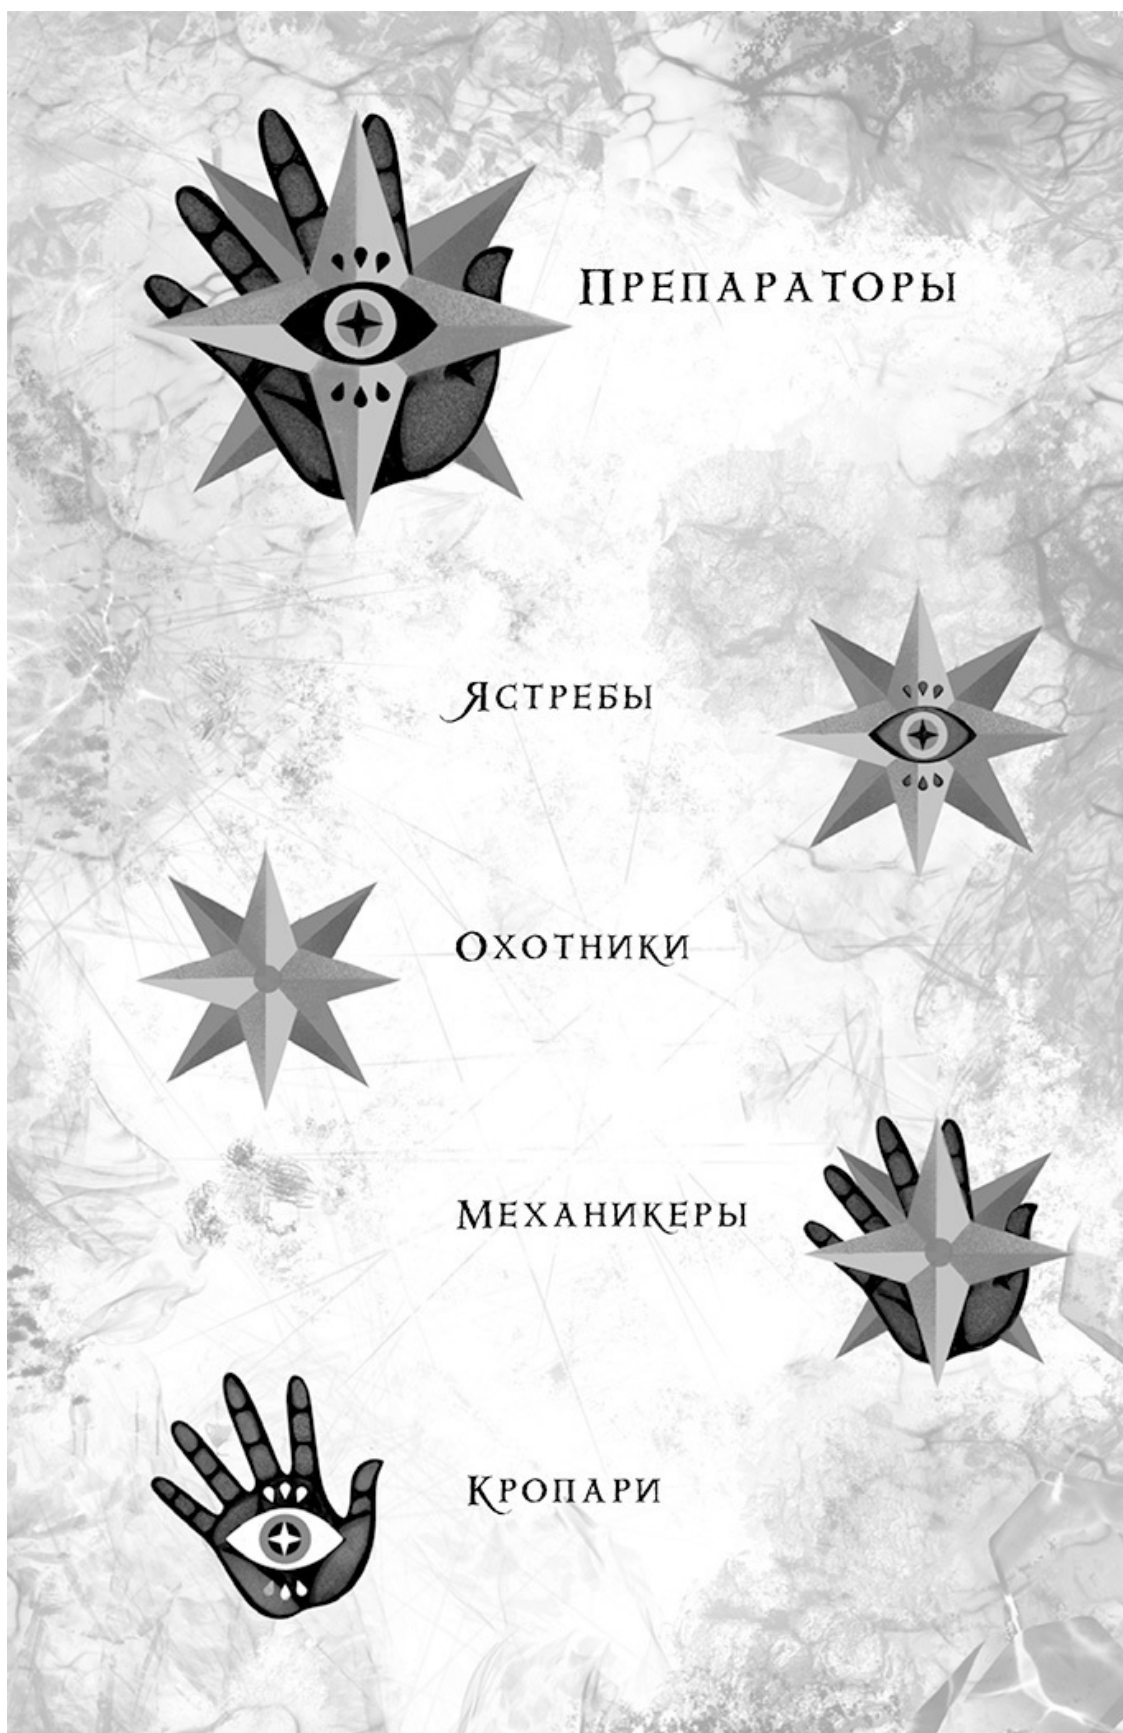 Препараторы
Ястребы
Охотники
Механикеры
Кропари